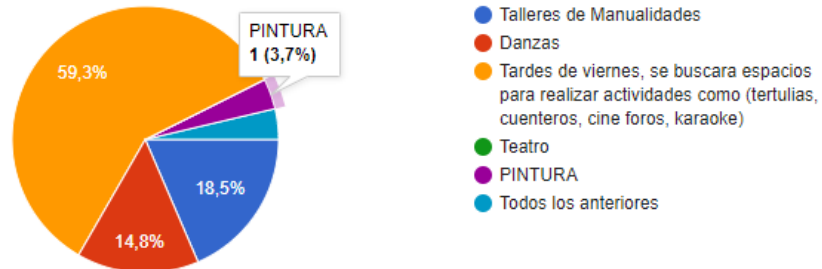 PINTURA
1 (3,7%)
59,3%
18,5%
14,8%
Talleres de Manualidades
Danzas
Tardes de viernes, se buscara espacios
para realizar actividades como (tertulias,
cuenteros, cine foros, karaoke)
Teatro
PINTURA
Todos los anteriores